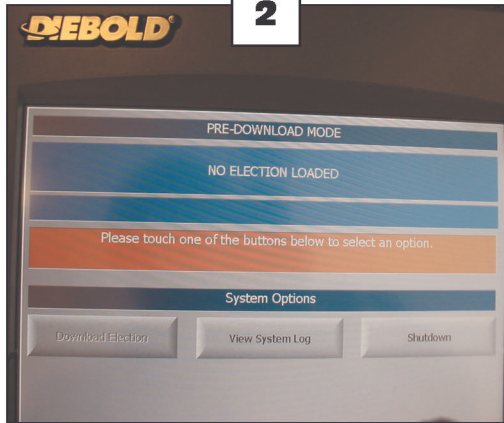 2
DIEBOLD
PRE-DOWNLOAD MODE
NO ELECTION LOADED
Please touch one of the buttons below to select an option.
System Options
Download Election View System Log Shutdown